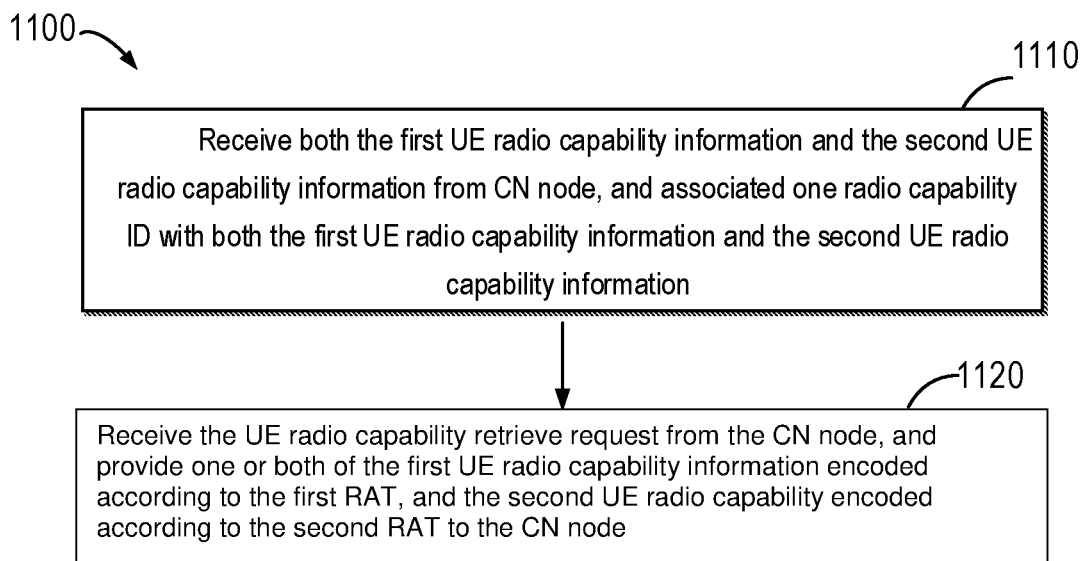 1100
1110
Receive both the first UE radio capability information and the second UE
radio capability information from CN node, and associated one radio capability
ID with both the first UE radio capability information and the second UE radio
capability information
1120
Receive the UE radio capability retrieve request from the CN node, and
provide one or both of the first UE radio capability information encoded
according to the first RAT, and the second UE radio capability encoded
according to the second RAT to the CN node